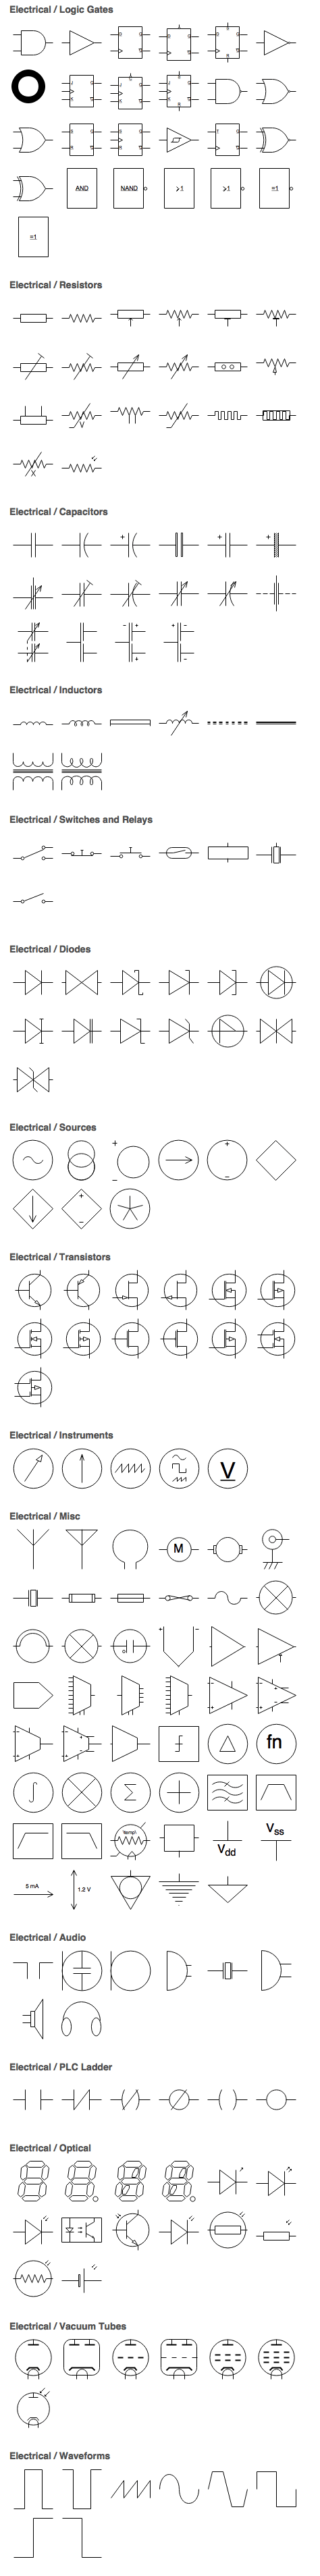 Electrical / Logic Gates
AND NAND >1 >1 =1
=1
Electrical / Resistors
V
X
Electrical / Capacitors
+ + +
- + + -
+ -
Electrical / Inductors
Electrical / Switches and Relays
Electrical / Diodes
Electrical / Sources
+ +
- -
+
-
Electrical / Transistors
Electrical / Instruments
V
Electrical / Misc
M
+ -
fn
∫ Σ
Vdd Vss
5 mA 1.2 V
Electrical / Audio
Electrical / PLC Ladder
Electrical / Optical
Electrical / Vacuum Tubes
Electrical / Waveforms